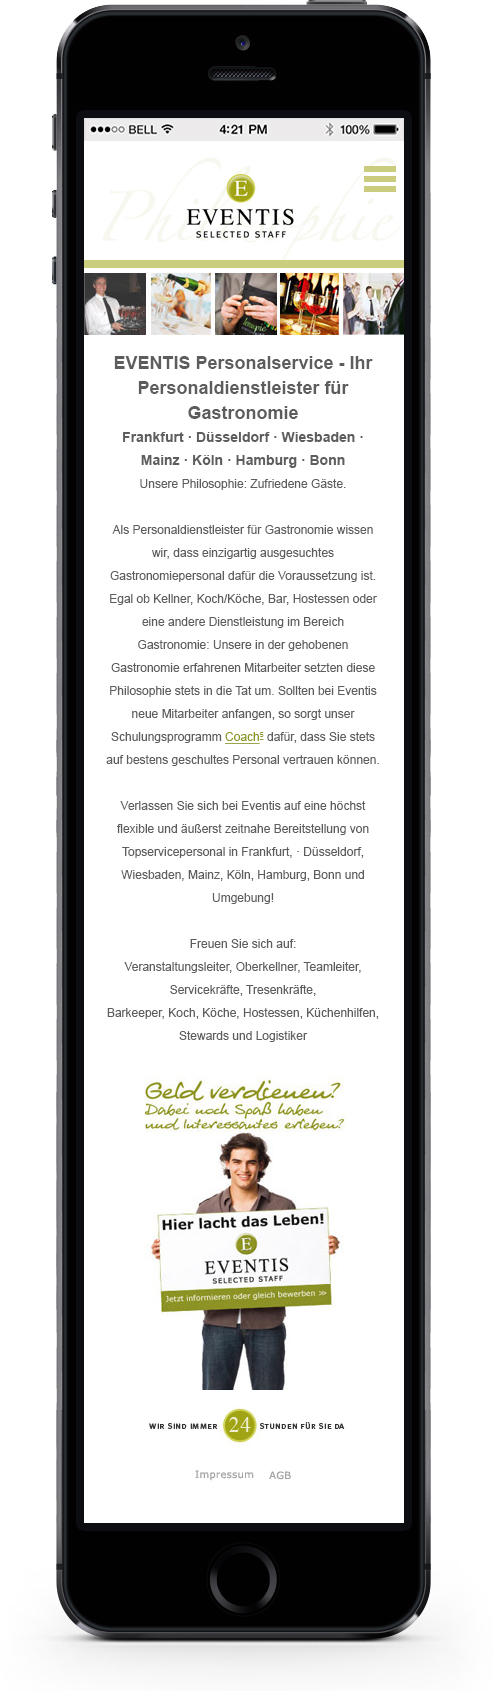 BELL 4:21 PM 100%
Philosophie
E
EVENTIS
SELECTED STAFF
EVENTIS Personalservice - Ihr
Personaldienstleister für
Gastronomie
Frankfurt · Düsseldorf · Wiesbaden ·
Mainz · Köln · Hamburg · Bonn
Unsere Philosophie: Zufriedene Gäste.
Als Personaldienstleister für Gastronomie wissen
wir, dass einzigartig ausgesuchtes
Gastronomiepersonal dafür die Voraussetzung ist.
Egal ob Kellner, Koch/Köche, Bar, Hostessen oder
eine andere Dienstleistung im Bereich
Gastronomie: Unsere in der gehobenen
Gastronomie erfahrenen Mitarbeiter setzten diese
Philosophie stets in die Tat um. Sollten bei Eventis
neue Mitarbeiter anfangen, so sorgt unser
Schulungsprogramm Coachᵉ dafür, dass Sie stets
auf bestens geschultes Personal vertrauen können.
Verlassen Sie sich bei Eventis auf eine höchst
flexible und äußerst zeitnahe Bereitstellung von
Topservicepersonal in Frankfurt, · Düsseldorf,
Wiesbaden, Mainz, Köln, Hamburg, Bonn und
Umgebung!
Freuen Sie sich auf:
Veranstaltungsleiter, Oberkellner, Teamleiter,
Servicekräfte, Tresenkräfte,
Barkeeper, Koch, Köche, Hostessen, Küchenhilfen,
Stewards und Logistiker
Geld verdienen?
Dabei noch Spaß haben
und Interessantes erleben?
Hier lacht das Leben!
E
EVENTIS
SELECTED STAFF
Jetzt informieren oder gleich bewerben >>
WIR SIND IMMER 24 STUNDEN FÜR SIE DA
Impressum AGB